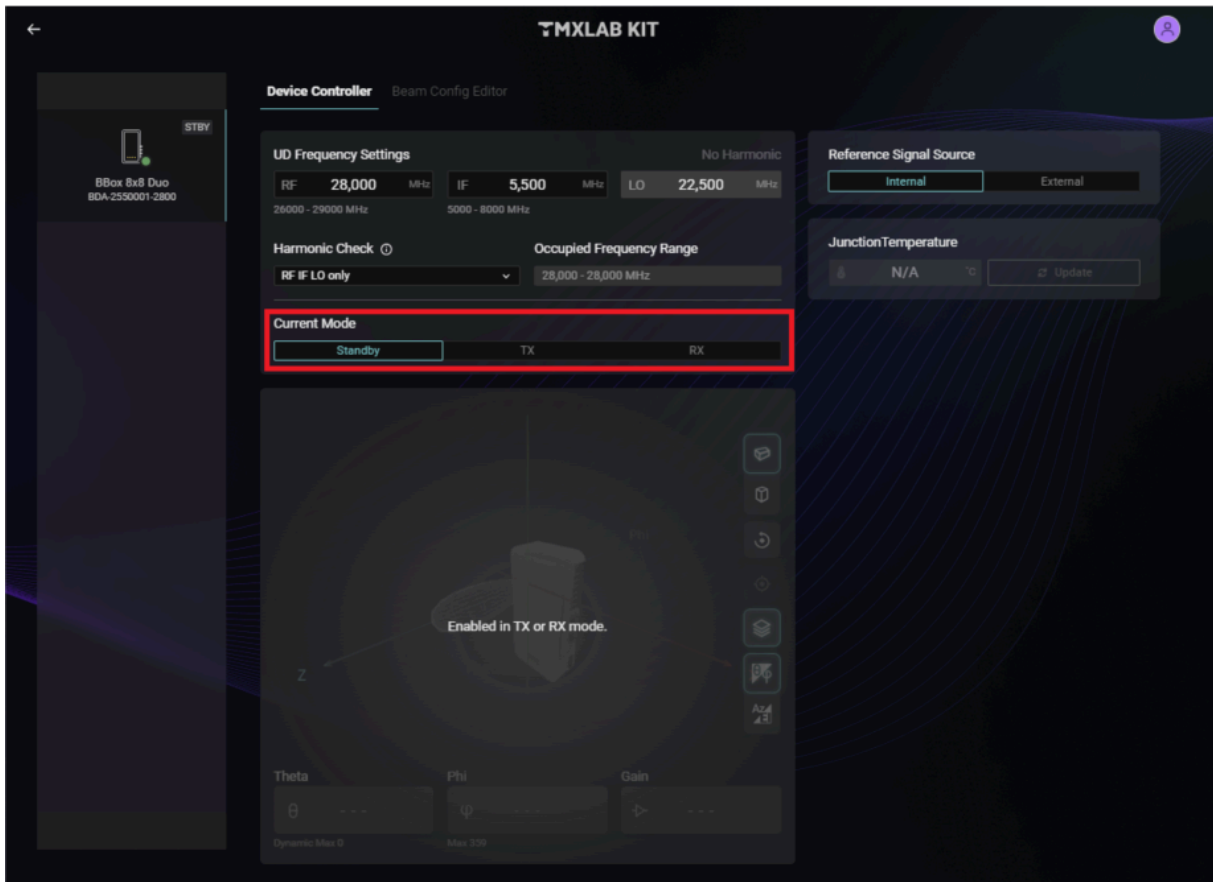 TMXLAB KIT
Device Controller Beam Config Editor
STBY
BBox 8x8 Duo
BDA-2550001-2800
UD Frequency Settings No Harmonic
RF 28,000 MHz IF 5,500 MHz LO 22,500 MHz
26000 - 29000 MHz 5000 - 8000 MHz
Harmonic Check Occupied Frequency Range
RF IF LO only 28,000 - 28,000 MHz
Current Mode
Standby TX RX
Reference Signal Source
Internal External
JunctionTemperature
N/A °C Update
Phi
Enabled in TX or RX mode.
Z
θ φ
Az El
Theta Phi Gain
θ - - - φ - - - - - -
Dynamic Max 0 Max 359